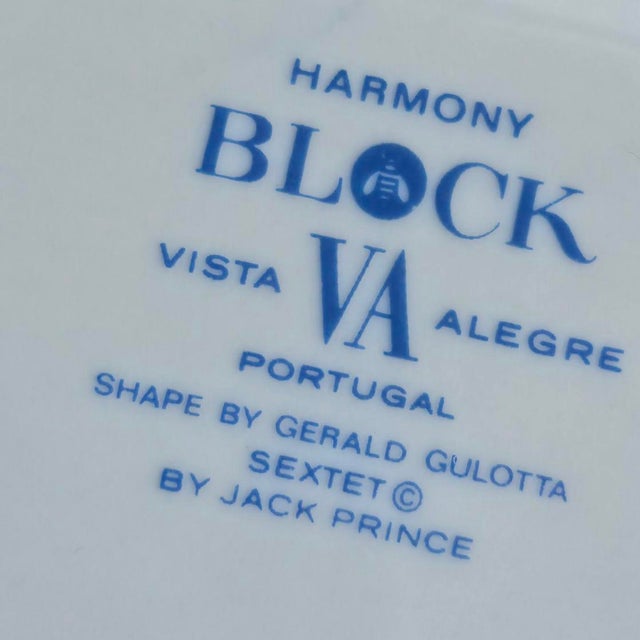 HARMONY
BLOCK
VISTA VA ALEGRE
PORTUGAL
SHAPE BY GERALD GULOTTA
SEXTET ©
BY JACK PRINCE